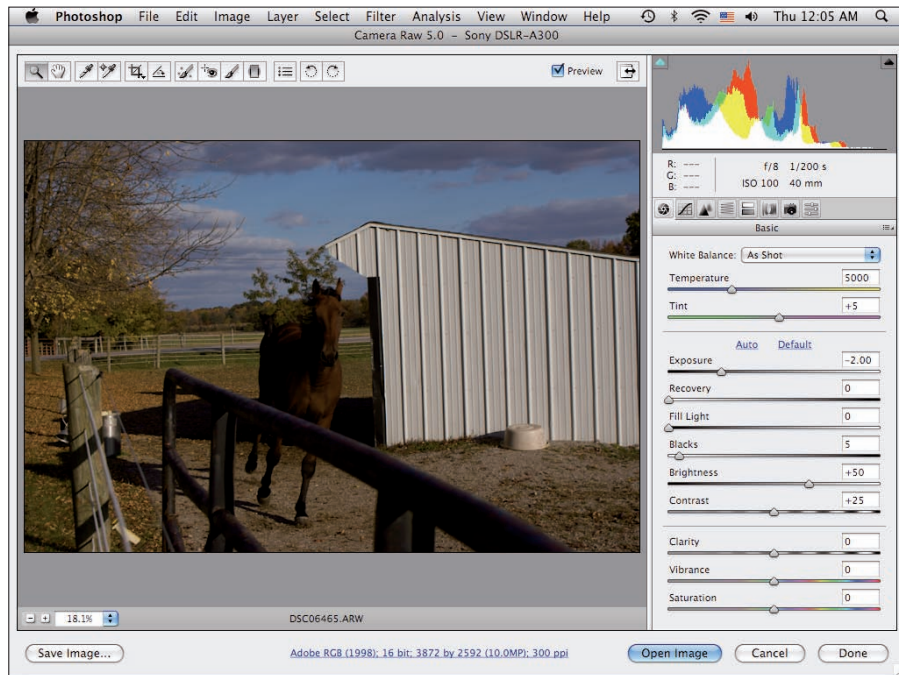 Photoshop File Edit Image Layer Select Filter Analysis View Window Help Thu 12:05 AM
Camera Raw 5.0 – Sony DSLR-A300
Preview
R: ---
G: ---
B: ---
f/8 1/200 s
ISO 100 40 mm
Basic
White Balance: As Shot
Temperature 5000
Tint +5
Auto Default
Exposure -2.00
Recovery 0
Fill Light 0
Blacks 5
Brightness +50
Contrast +25
Clarity 0
Vibrance 0
Saturation 0
18.1% DSC06465.ARW
Save Image... Adobe RGB (1998); 16 bit; 3872 by 2592 (10.0MP); 300 ppi Open Image Cancel Done